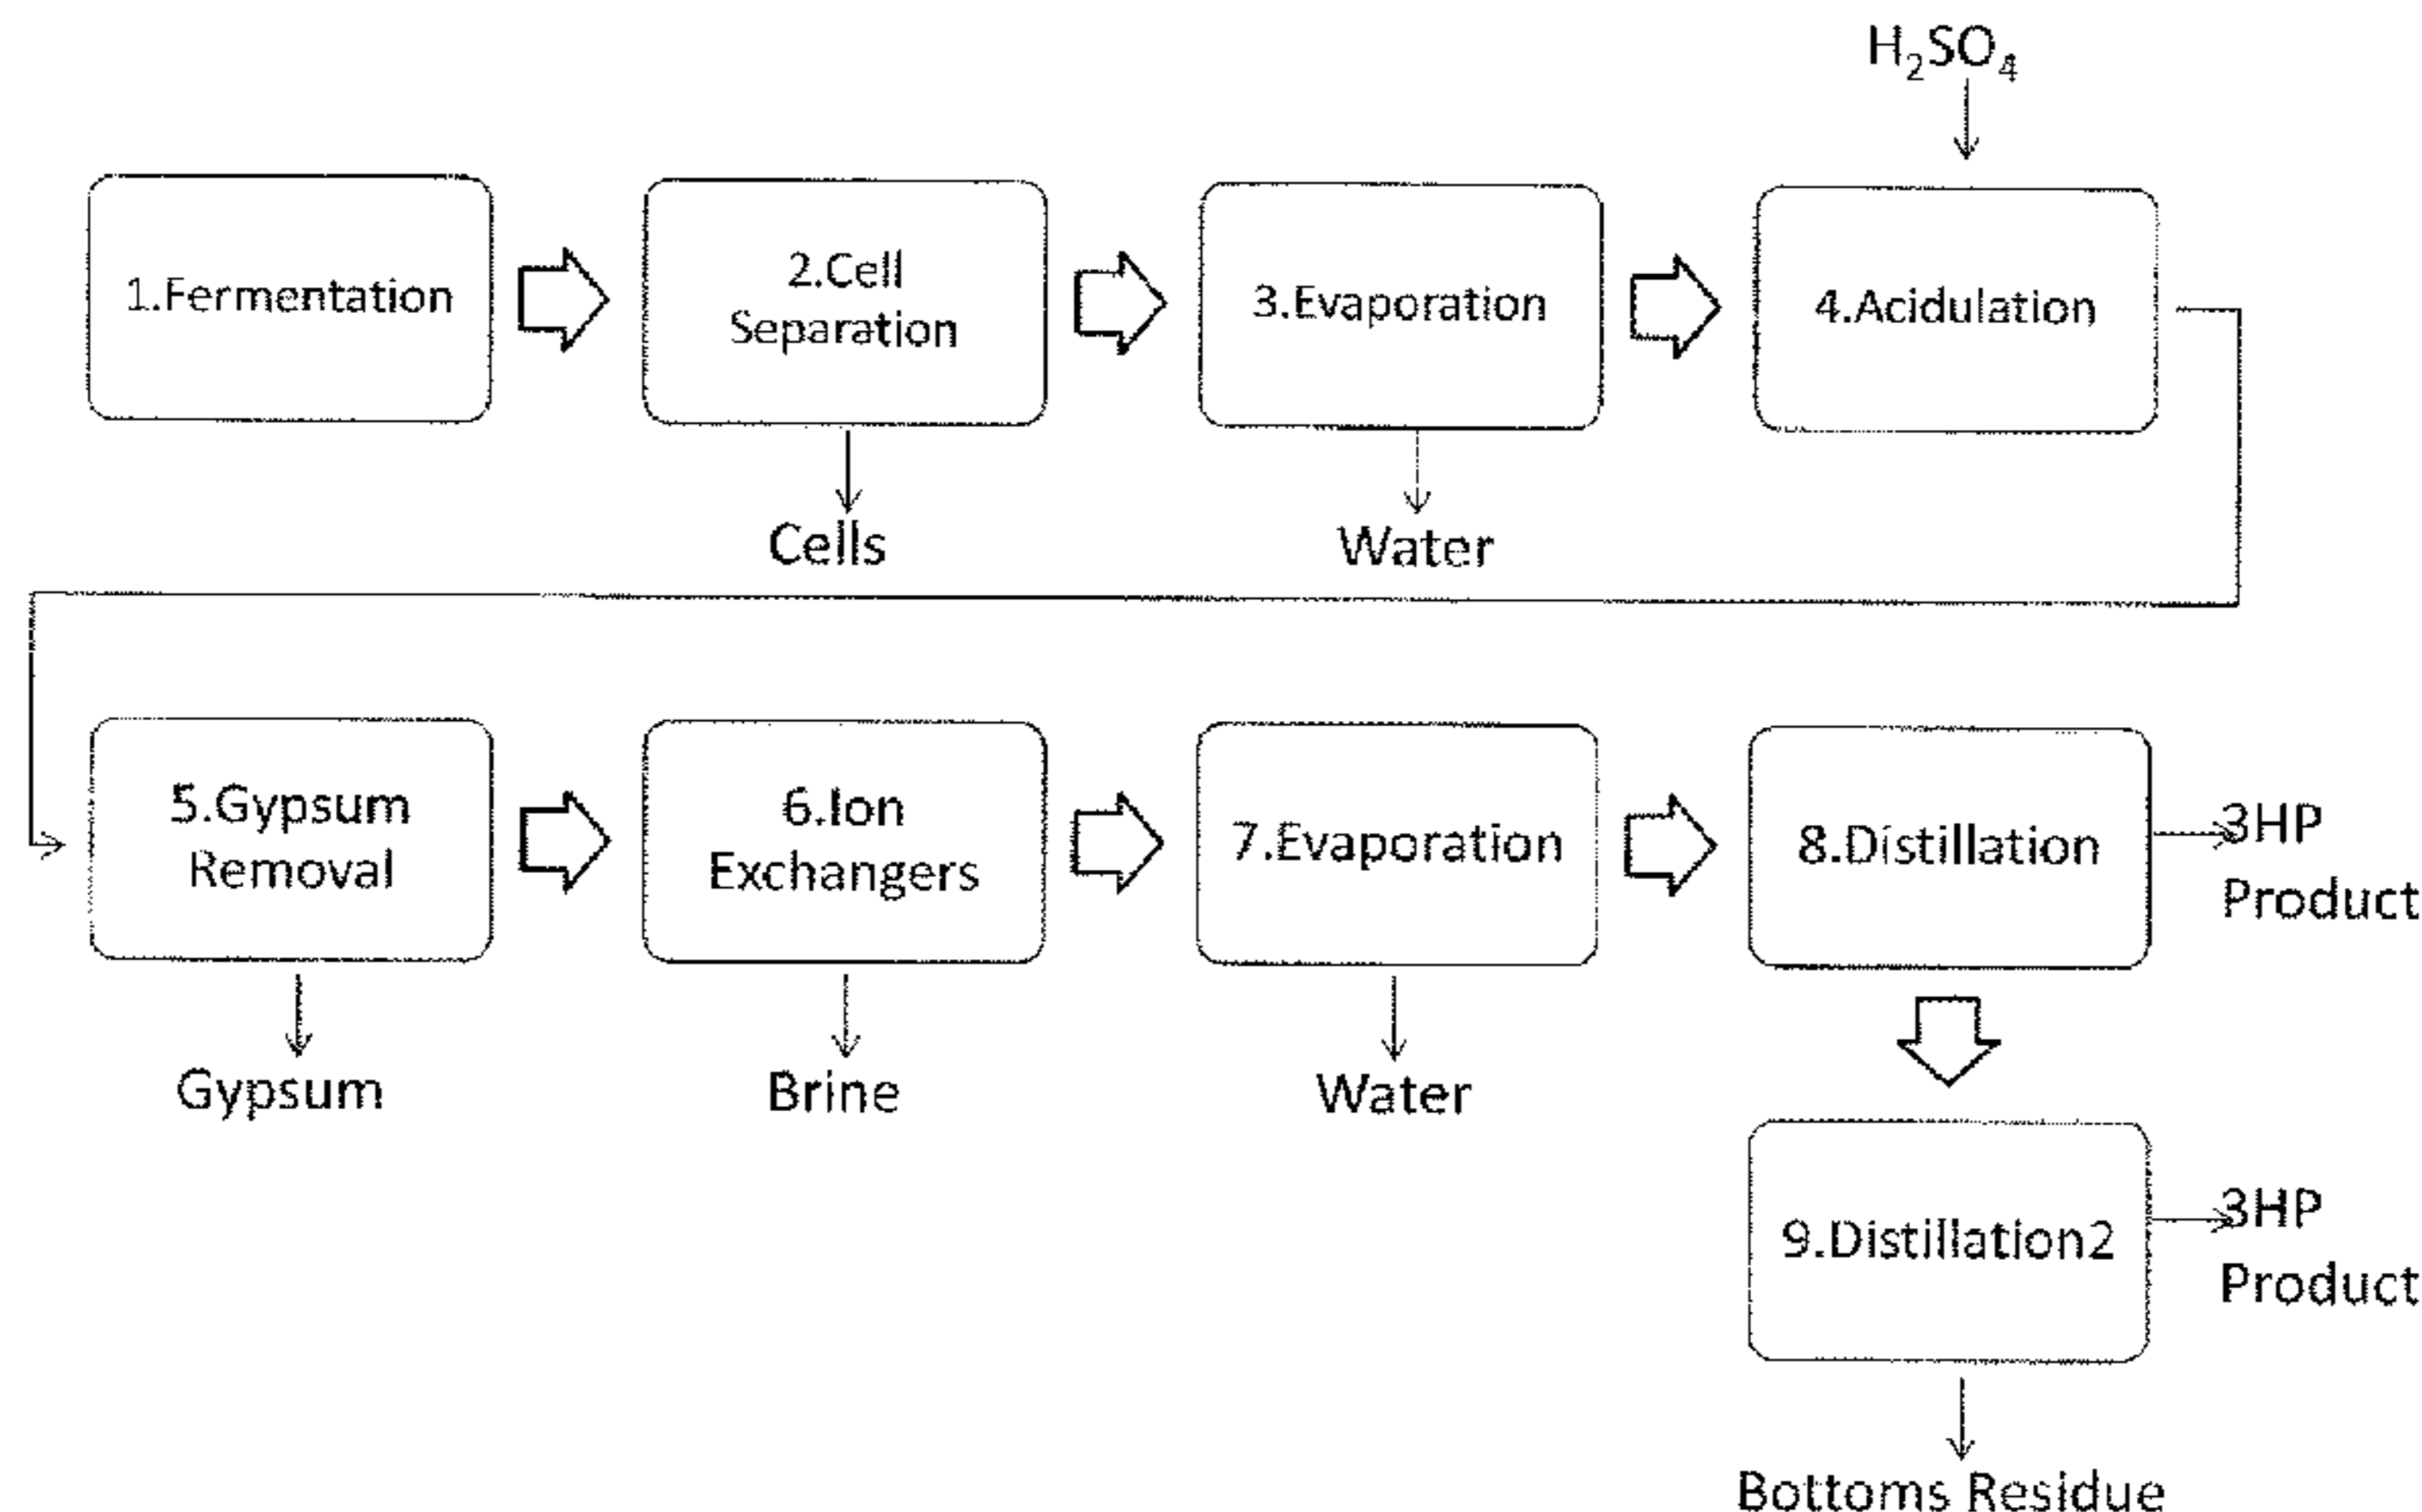 H₂SO₄
1.Fermentation
2.Cell
Separation
3.Evaporation
4.Acidulation
Cells
Water
5.Gypsum
Removal
6.Ion
Exchangers
7.Evaporation
8.Distillation
3HP
Product
Gypsum
Brine
Water
9.Distillation2
3HP
Product
Bottoms Residue